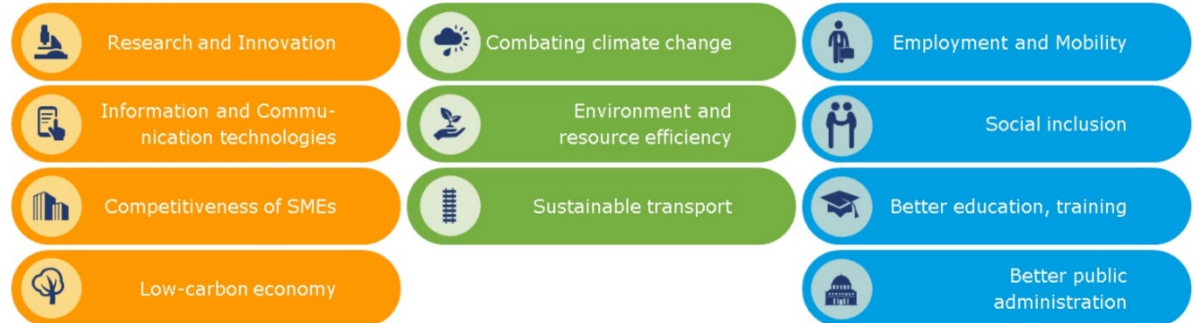 Research and Innovation
Information and Commu-
nication technologies
Competitiveness of SMEs
Low-carbon economy
Combating climate change
Environment and
resource efficiency
Sustainable transport
Employment and Mobility
Social inclusion
Better education, training
Better public
administration